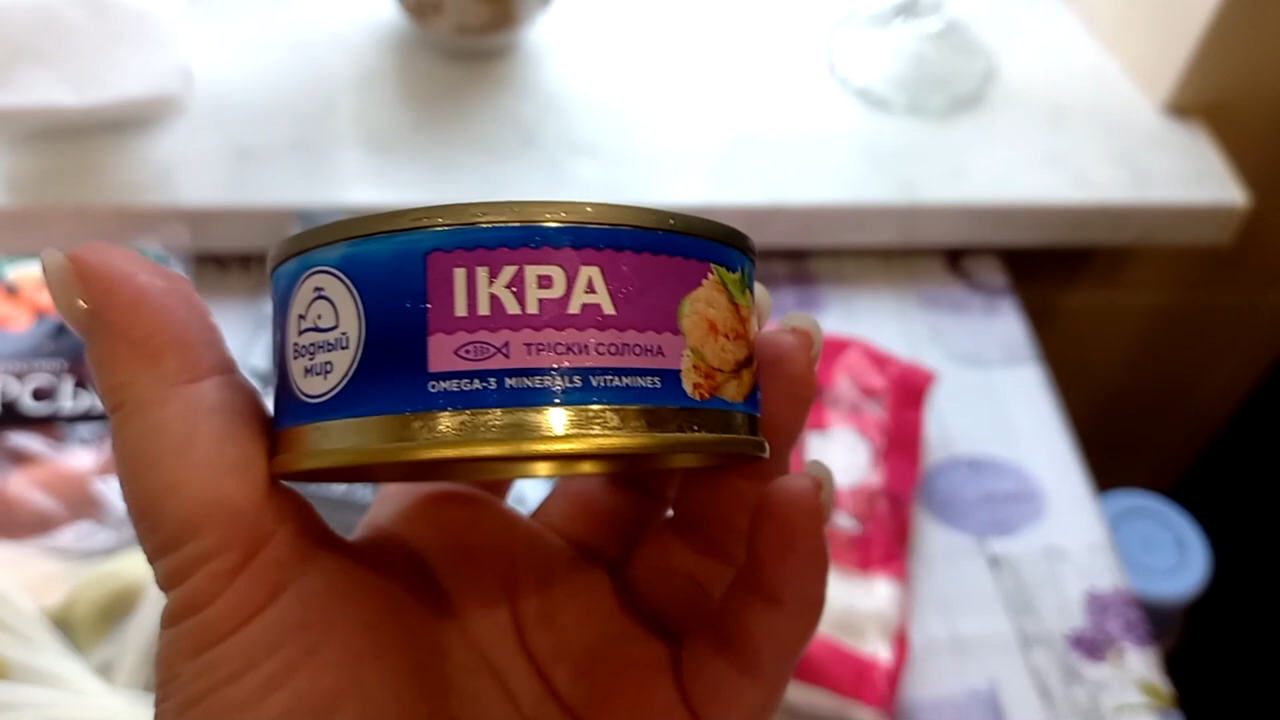 ІКРА
ТРІСКИ СОЛОНА
OMEGA-3 MINERALS VITAMINES
Водный
мир